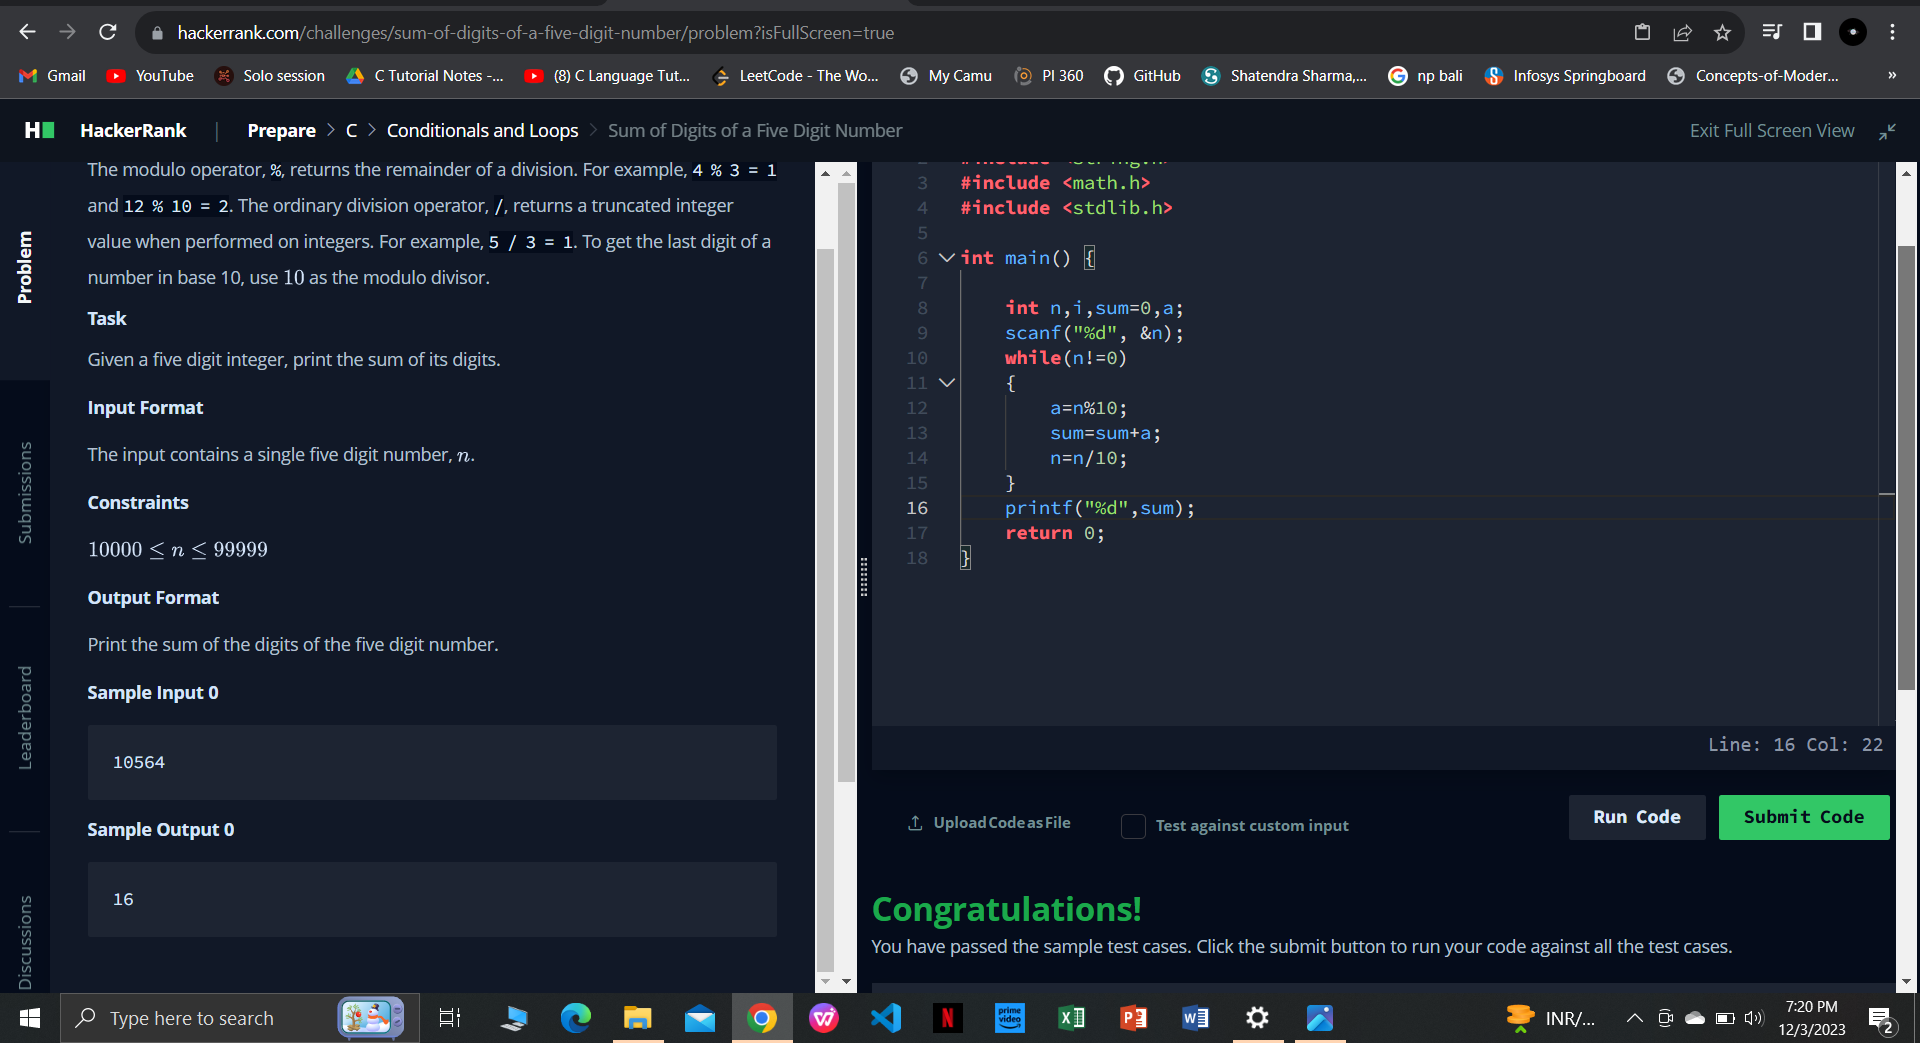 hackerrank.com/challenges/sum-of-digits-of-a-five-digit-number/problem?isFullScreen=true
Gmail YouTube Solo session C Tutorial Notes -... (8) C Language Tut... LeetCode - The Wo... My Camu PI 360 GitHub Shatendra Sharma,... np bali Infosys Springboard Concepts-of-Moder... »
H HackerRank | Prepare > C > Conditionals and Loops > Sum of Digits of a Five Digit Number Exit Full Screen View
Problem
Submissions
Leaderboard
Discussions
The modulo operator, %, returns the remainder of a division. For example, 4 % 3 = 1
and 12 % 10 = 2. The ordinary division operator, /, returns a truncated integer
value when performed on integers. For example, 5 / 3 = 1. To get the last digit of a
number in base 10, use 10 as the modulo divisor.
Task
Given a five digit integer, print the sum of its digits.
Input Format
The input contains a single five digit number, n.
Constraints
10000 ≤ n ≤ 99999
Output Format
Print the sum of the digits of the five digit number.
Sample Input 0
10564
Sample Output 0
16
2 #include <string.h>
3 #include <math.h>
4 #include <stdlib.h>
5
6 int main() {
7
8 int n,i,sum=0,a;
9 scanf("%d", &n);
10 while(n!=0)
11 {
12 a=n%10;
13 sum=sum+a;
14 n=n/10;
15 }
16 printf("%d",sum);
17 return 0;
18 }
Line: 16 Col: 22
Upload Code as File Test against custom input Run Code Submit Code
Congratulations!
You have passed the sample test cases. Click the submit button to run your code against all the test cases.
Type here to search
prime video
INR/...
7:20 PM
12/3/2023
2